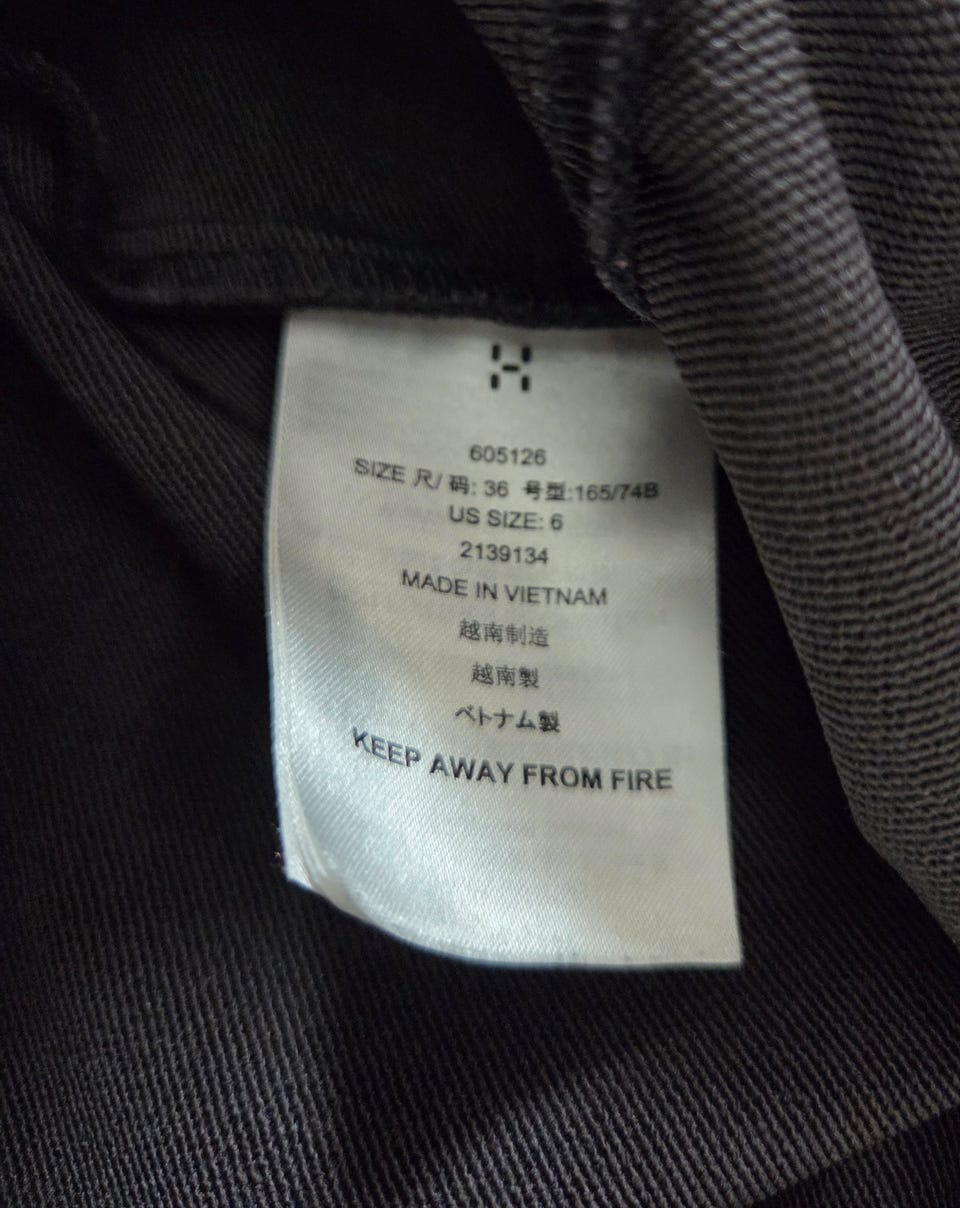 H
605126
SIZE 尺/ 码: 36 号型:165/74B
US SIZE: 6
2139134
MADE IN VIETNAM
越南制造
越南製
ベトナム製
KEEP AWAY FROM FIRE